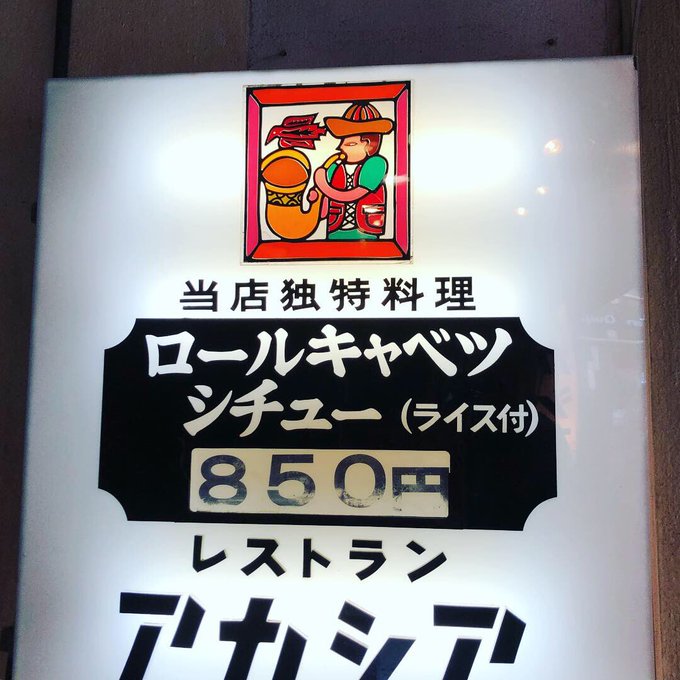 当店独特料理
ロールキャベツ
シチュー(ライス付)
850円
レストラン
アカシア